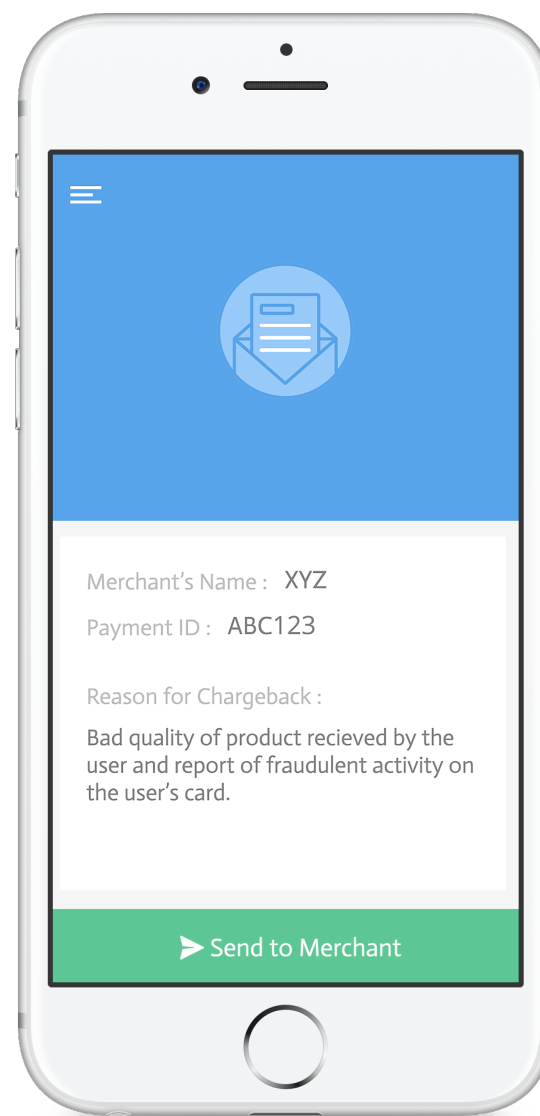 Merchant's Name : XYZ
Payment ID : ABC123
Reason for Chargeback :
Bad quality of product recieved by the
user and report of fraudulent activity on
the user's card.
Send to Merchant